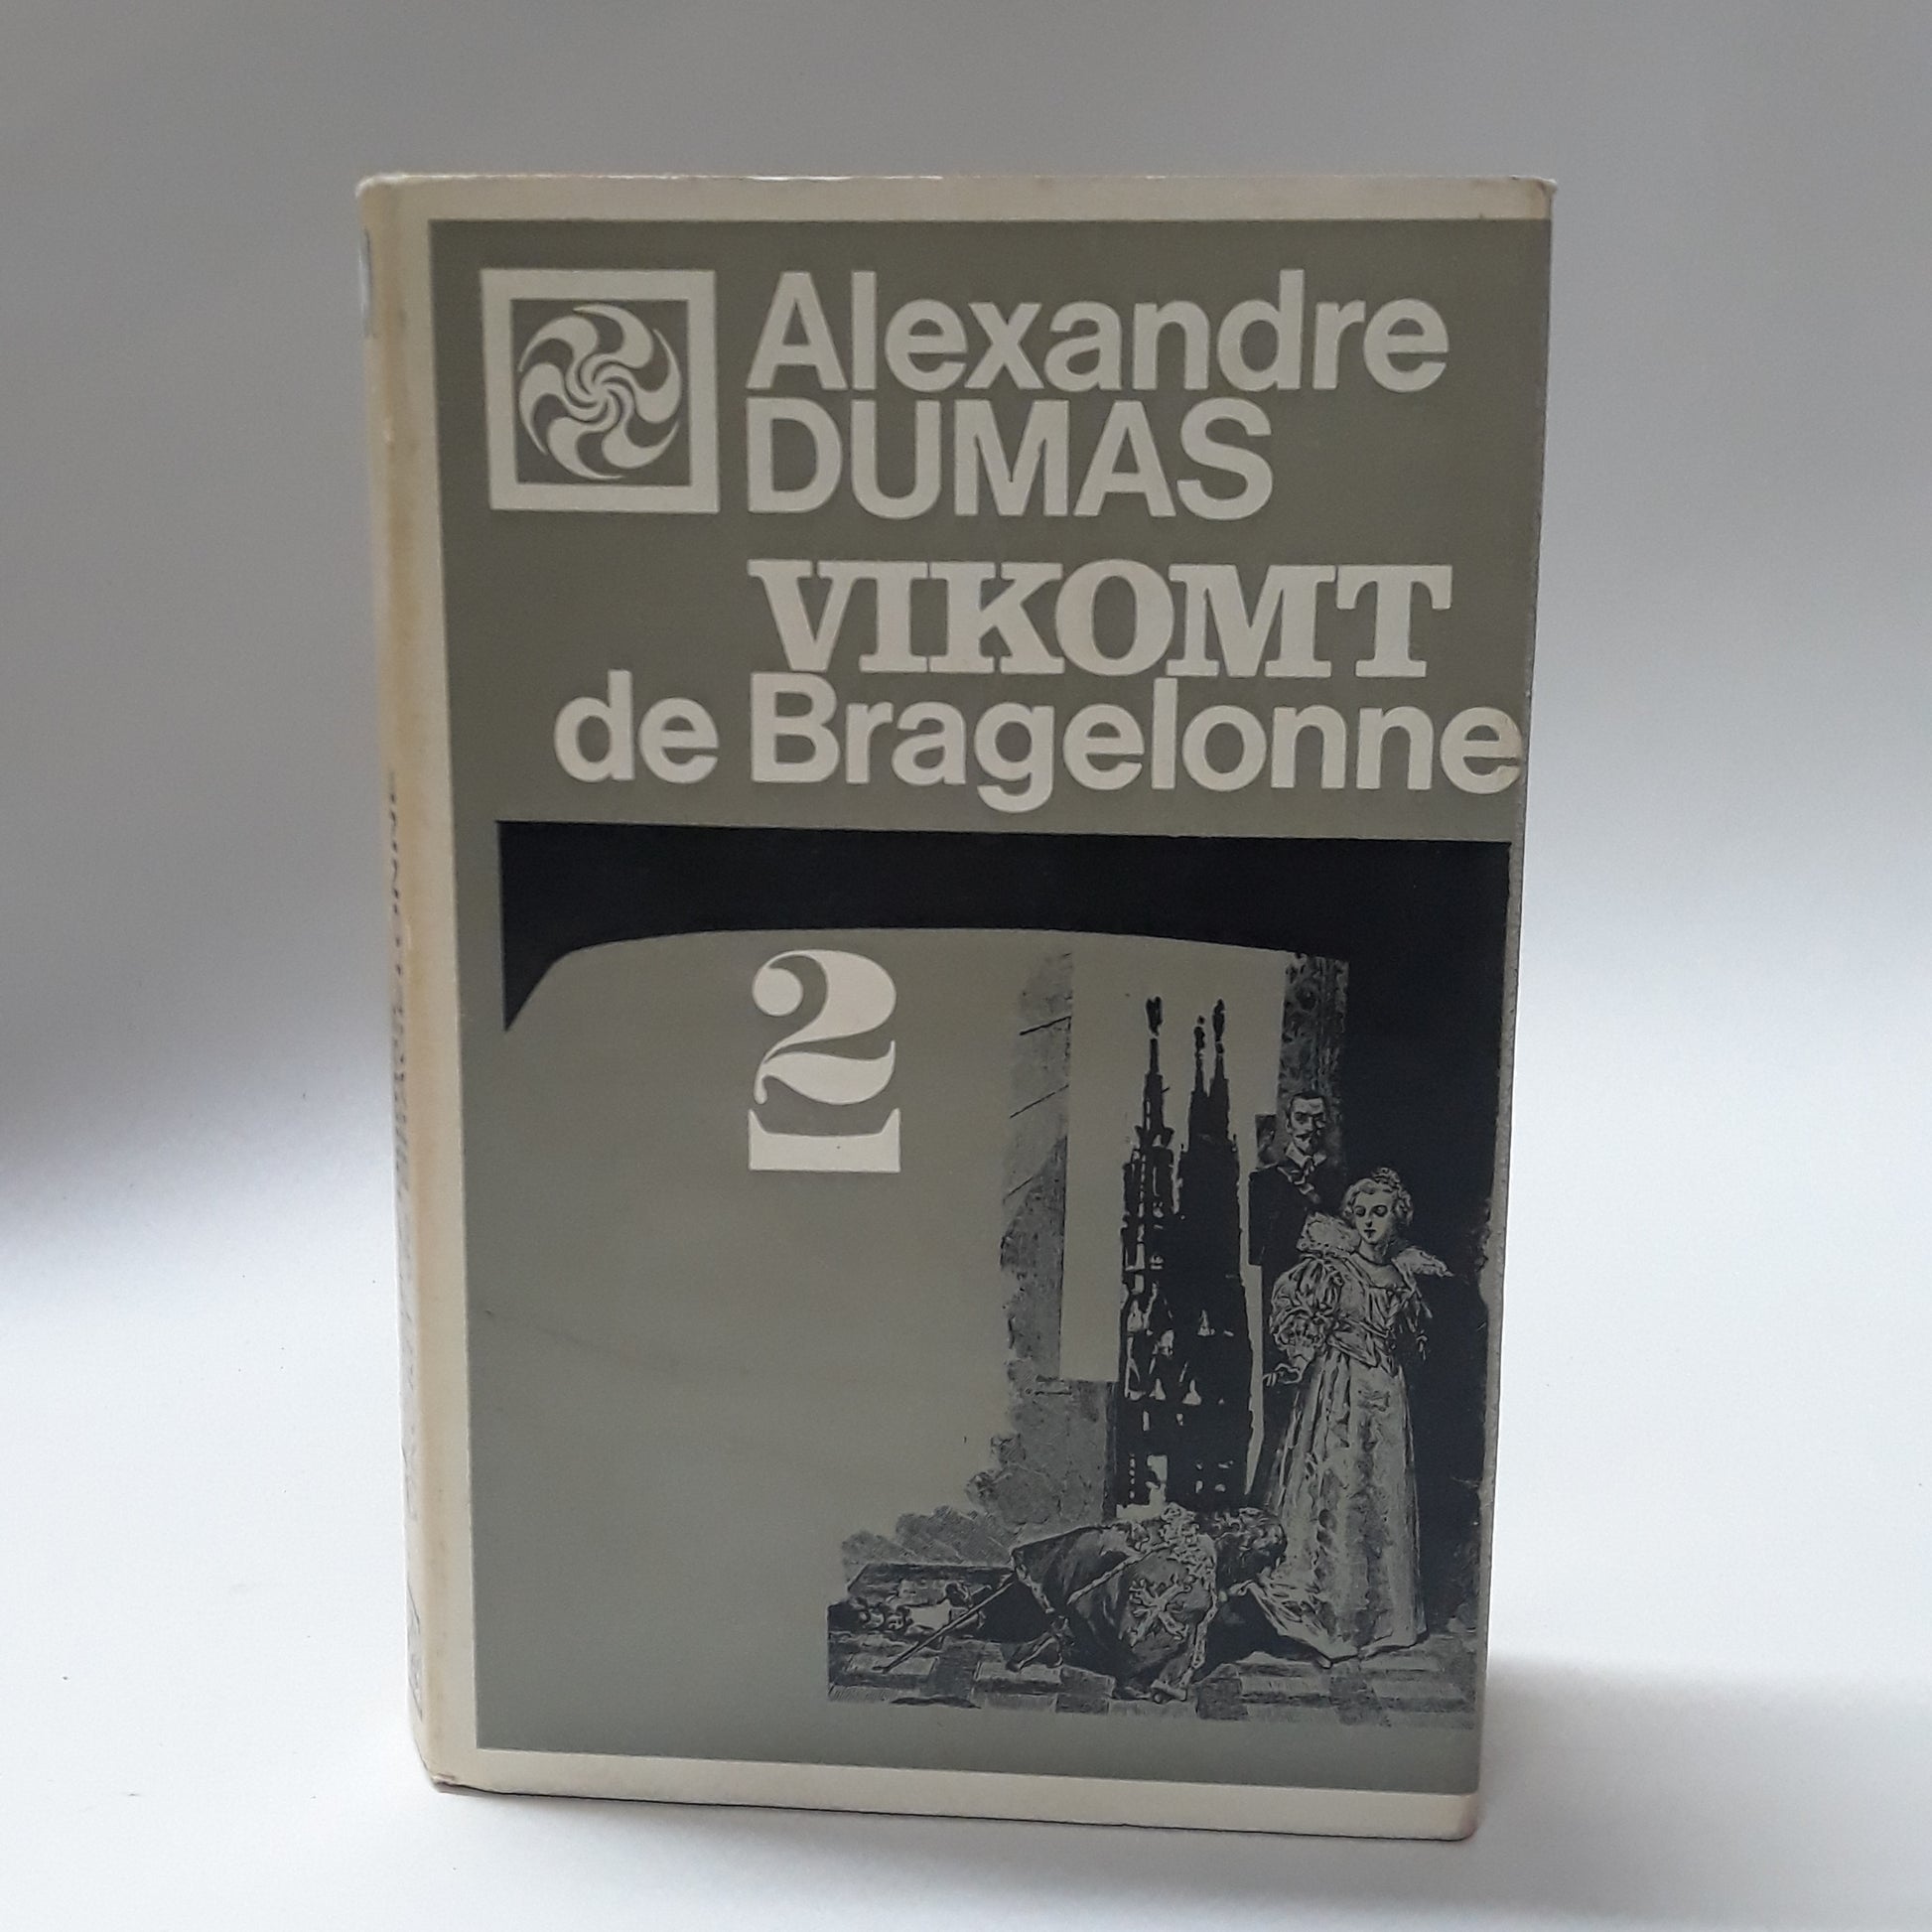 Alexandre
DUMAS
VIKOMT
de Bragelonne
2